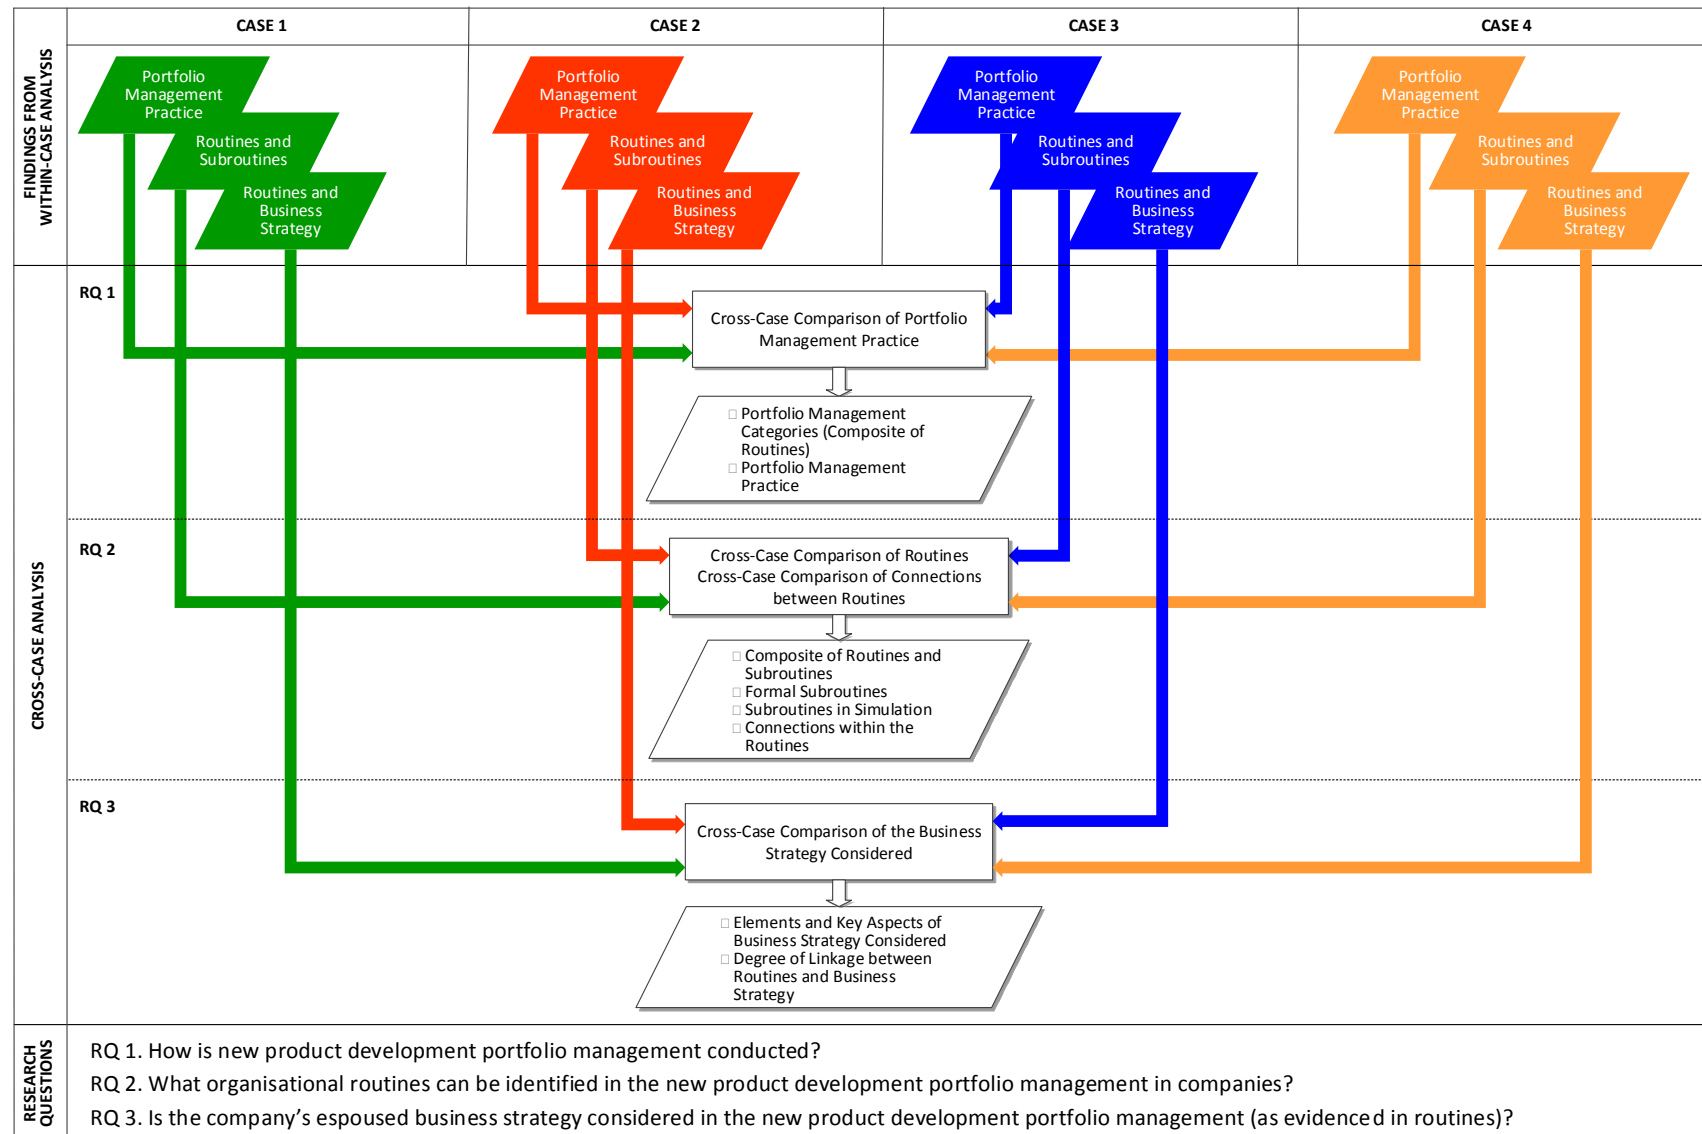 CASE 1
CASE 2
CASE 3
CASE 4
FINDINGS FROM
WITHIN-CASE ANALYSIS
Portfolio
Management
Practice
Routines and
Subroutines
Routines and
Business
Strategy
Portfolio
Management
Practice
Routines and
Subroutines
Routines and
Business
Strategy
Portfolio
Management
Practice
Routines and
Subroutines
Routines and
Business
Strategy
Portfolio
Management
Practice
Routines and
Subroutines
Routines and
Business
Strategy
CROSS-CASE ANALYSIS
RQ 1
Cross-Case Comparison of Portfolio
Management Practice
Portfolio Management
Categories (Composite of
Routines)
Portfolio Management
Practice
RQ 2
Cross-Case Comparison of Routines
Cross-Case Comparison of Connections
between Routines
Composite of Routines and
Subroutines
Formal Subroutines
Subroutines in Simulation
Connections within the
Routines
RQ 3
Cross-Case Comparison of the Business
Strategy Considered
Elements and Key Aspects of
Business Strategy Considered
Degree of Linkage between
Routines and Business
Strategy
RESEARCH
QUESTIONS
RQ 1. How is new product development portfolio management conducted?
RQ 2. What organisational routines can be identified in the new product development portfolio management in companies?
RQ 3. Is the company’s espoused business strategy considered in the new product development portfolio management (as evidenced in routines)?